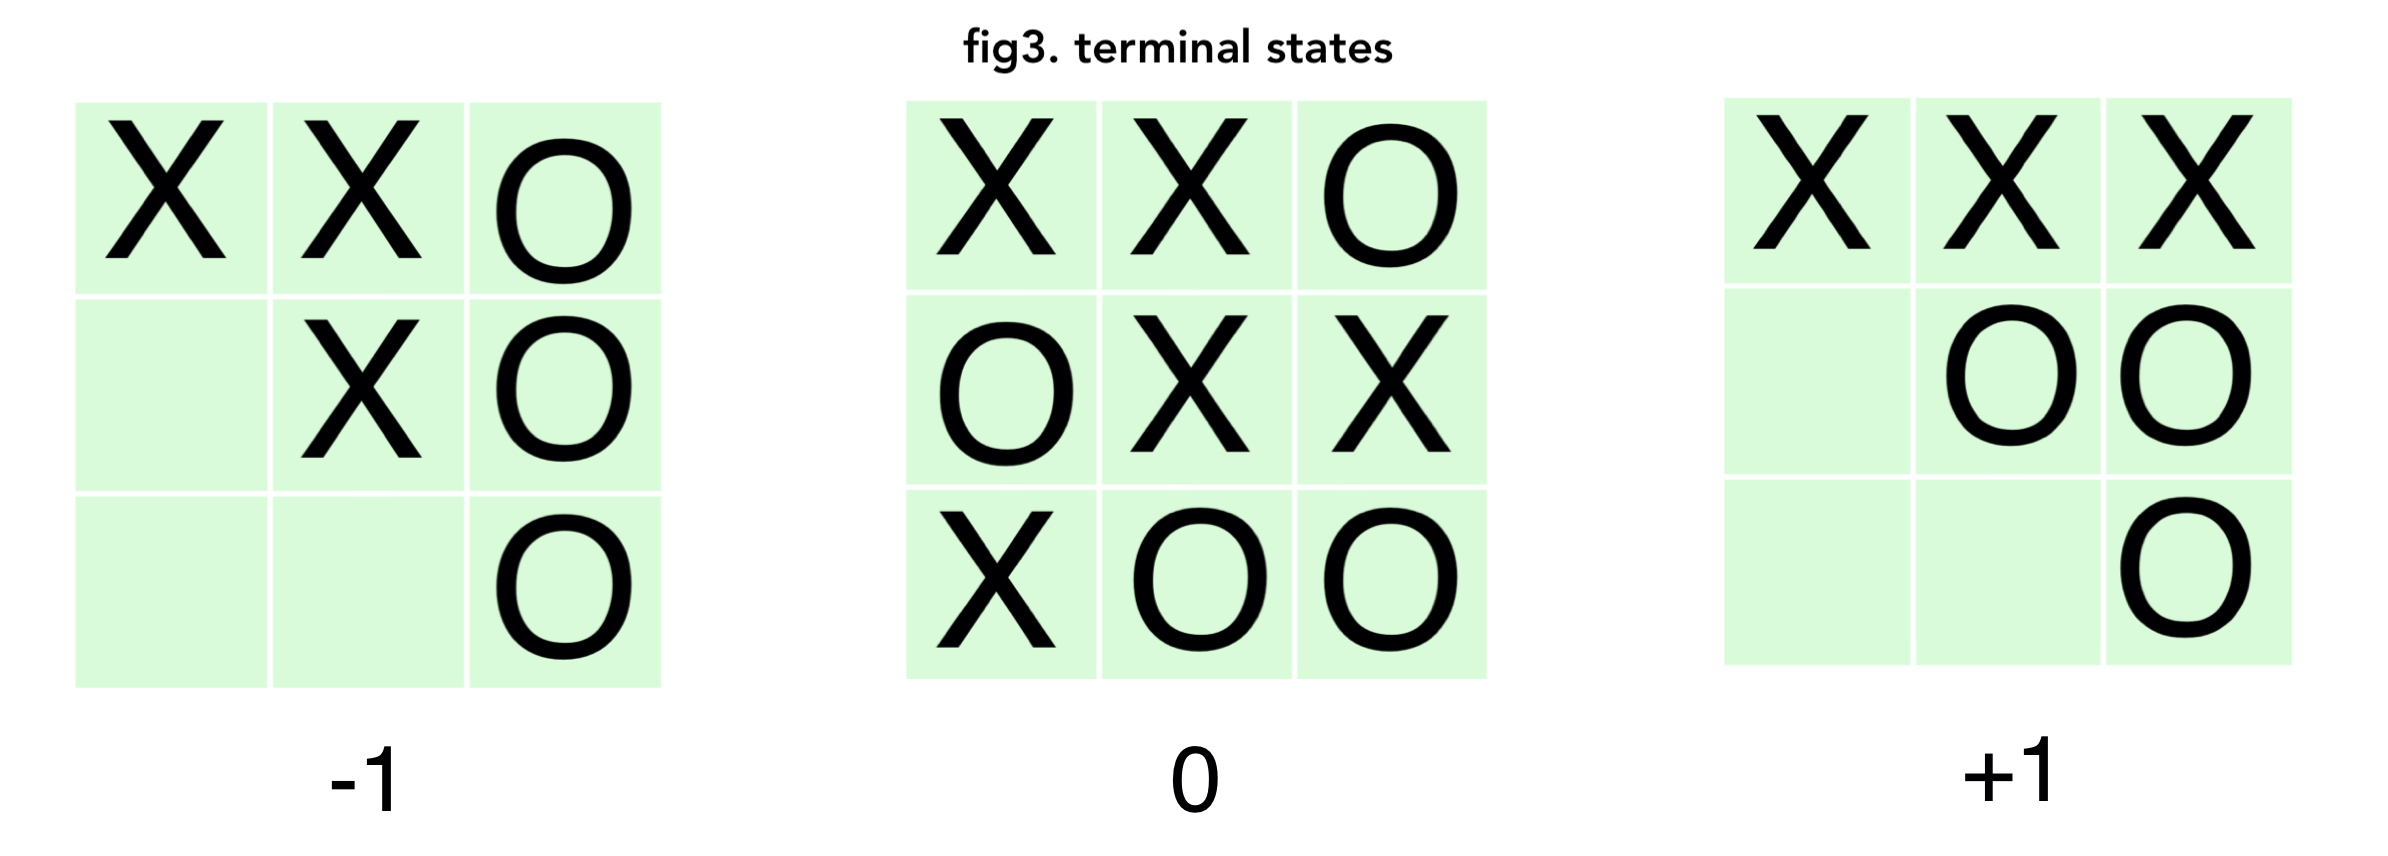 fig3. terminal states
X X O
X O
O
-1
X X O
O X X
X O O
0
X X X
O O
O
+1